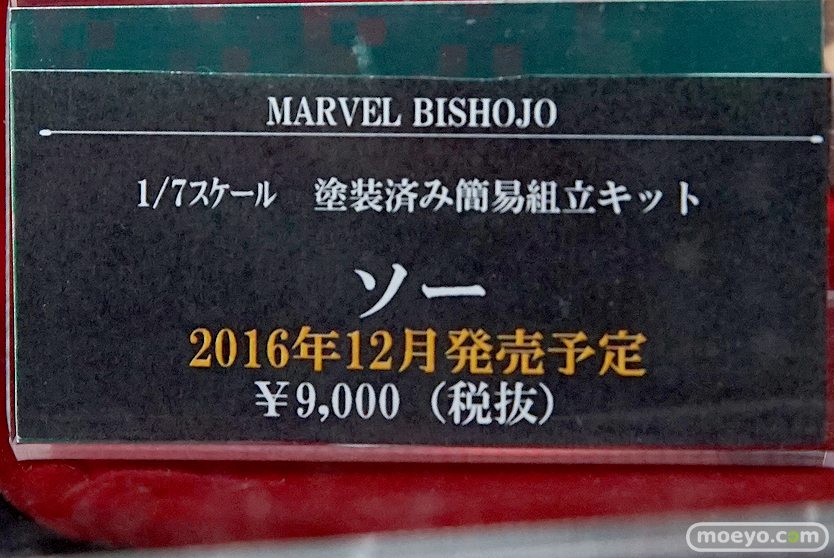 MARVEL BISHOJO
1/7スケール 塗装済み簡易組立キット
ソー
2016年12月発売予定
￥9,000（税抜）
moeyo.com